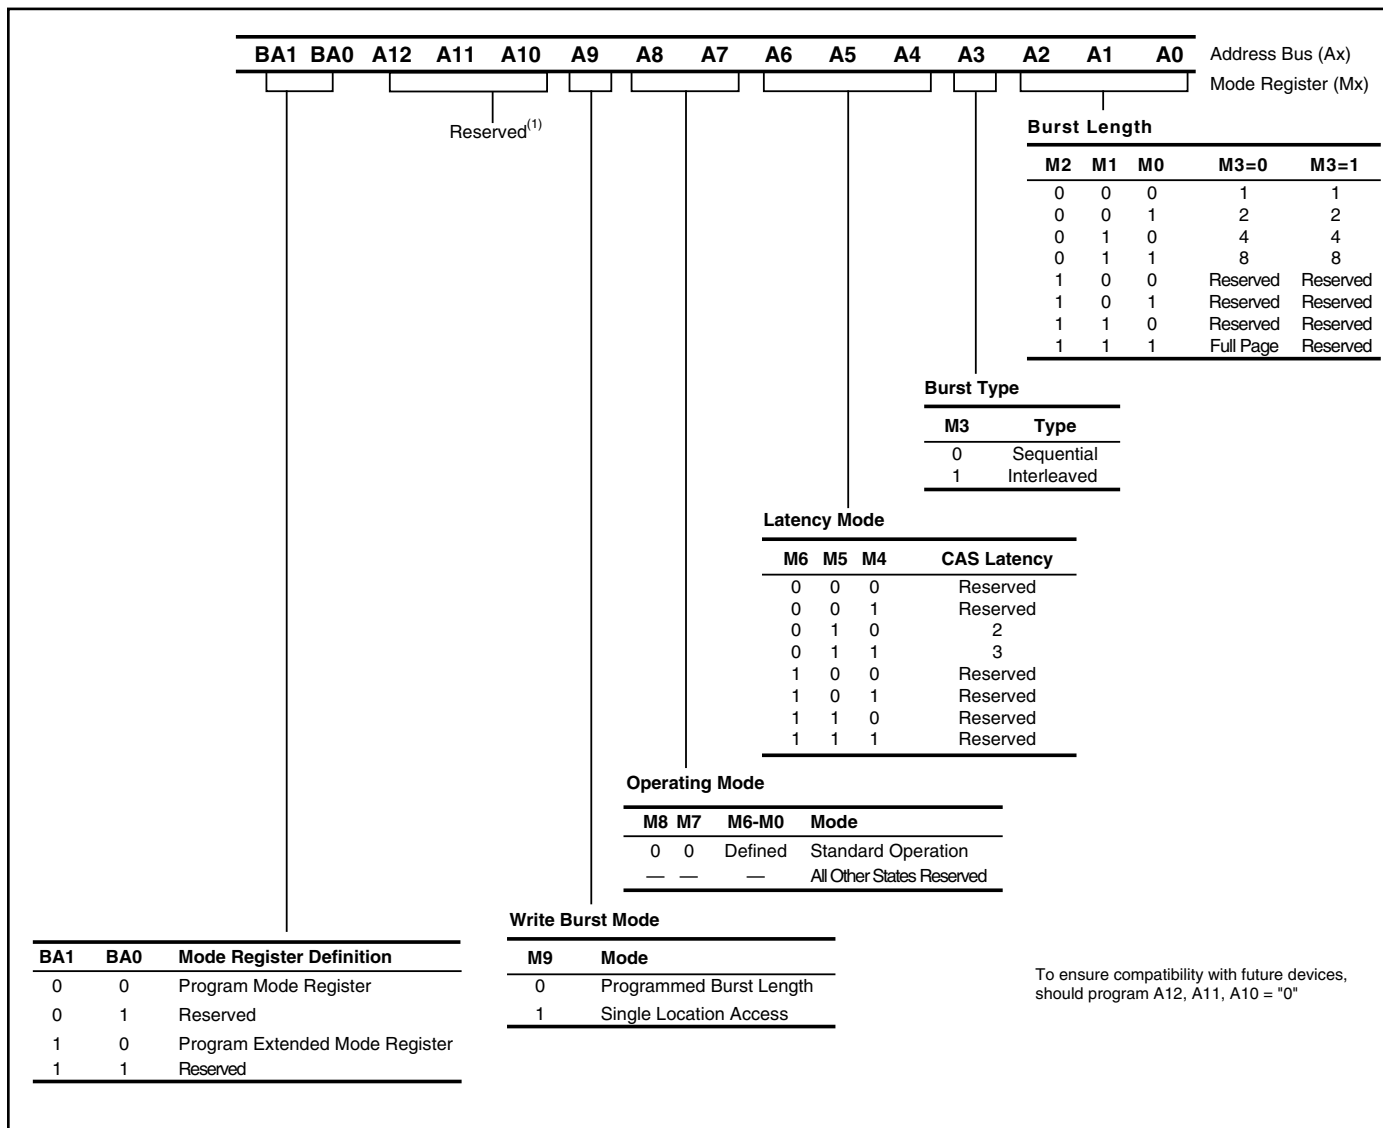 BA1 BA0 A12 A11 A10 A9 A8 A7 A6 A5 A4 A3 A2 A1 A0 Address Bus (Ax)
Mode Register (Mx)
Reserved(1)
Burst Length
M2 M1 M0 M3=0 M3=1
0 0 0 1 1
0 0 1 2 2
0 1 0 4 4
0 1 1 8 8
1 0 0 Reserved Reserved
1 0 1 Reserved Reserved
1 1 0 Reserved Reserved
1 1 1 Full Page Reserved
Burst Type
M3 Type
0 Sequential
1 Interleaved
Latency Mode
M6 M5 M4 CAS Latency
0 0 0 Reserved
0 0 1 Reserved
0 1 0 2
0 1 1 3
1 0 0 Reserved
1 0 1 Reserved
1 1 0 Reserved
1 1 1 Reserved
Operating Mode
M8 M7 M6-M0 Mode
0 0 Defined Standard Operation
— — — All Other States Reserved
Write Burst Mode
M9 Mode
0 Programmed Burst Length
1 Single Location Access
BA1 BA0 Mode Register Definition
0 0 Program Mode Register
0 1 Reserved
1 0 Program Extended Mode Register
1 1 Reserved
To ensure compatibility with future devices,
should program A12, A11, A10 = "0"